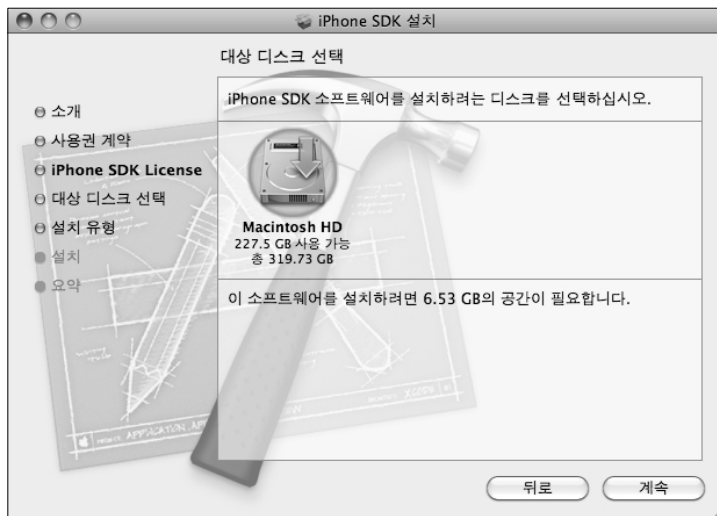 iPhone SDK 설치
대상 디스크 선택
소개
사용권 계약
iPhone SDK License
대상 디스크 선택
설치 유형
설치
요약
iPhone SDK 소프트웨어를 설치하려는 디스크를 선택하십시오.
Macintosh HD
227.5 GB 사용 가능
총 319.73 GB
이 소프트웨어를 설치하려면 6.53 GB의 공간이 필요합니다.
PROJECT APPLICATION.APP
XCODE
뒤로
계속